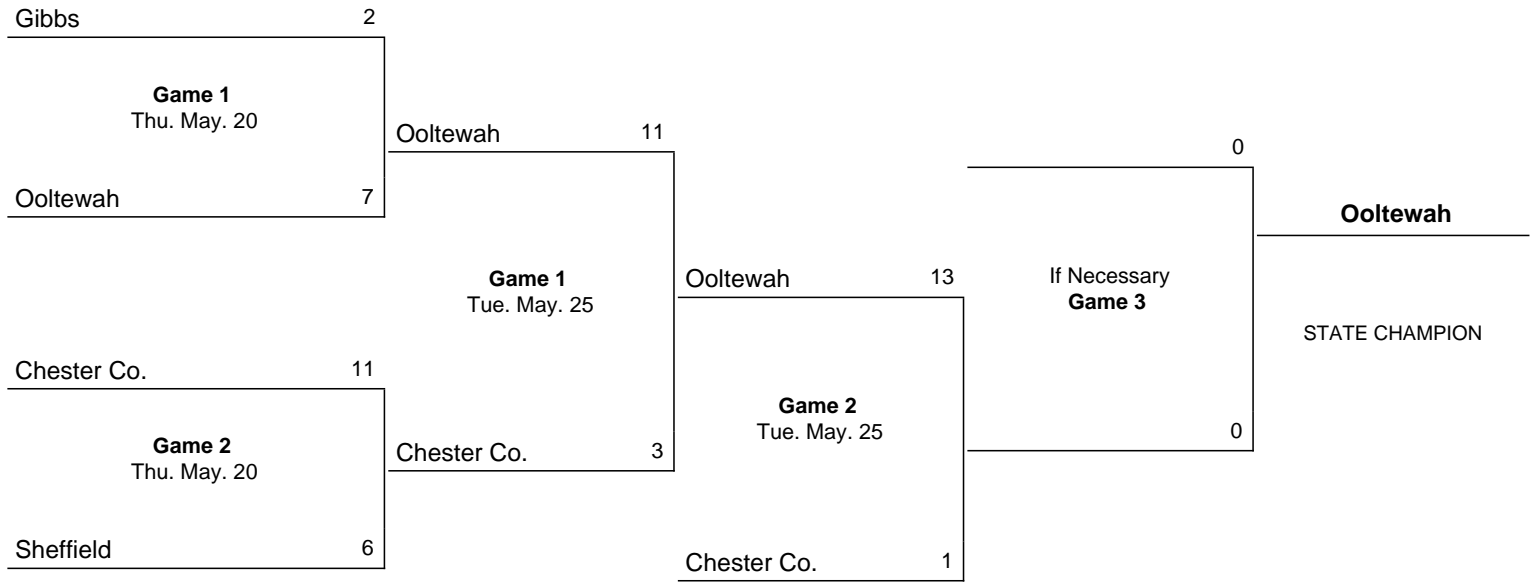 Gibbs 2
Game 1
Thu. May. 20
Ooltewah 7
Chester Co. 11
Game 2
Thu. May. 20
Sheffield 6
Ooltewah 11
Game 1
Tue. May. 25
Chester Co. 3
Ooltewah 13
Game 2
Tue. May. 25
Chester Co. 1
0
If Necessary
Game 3
0
Ooltewah
STATE CHAMPION